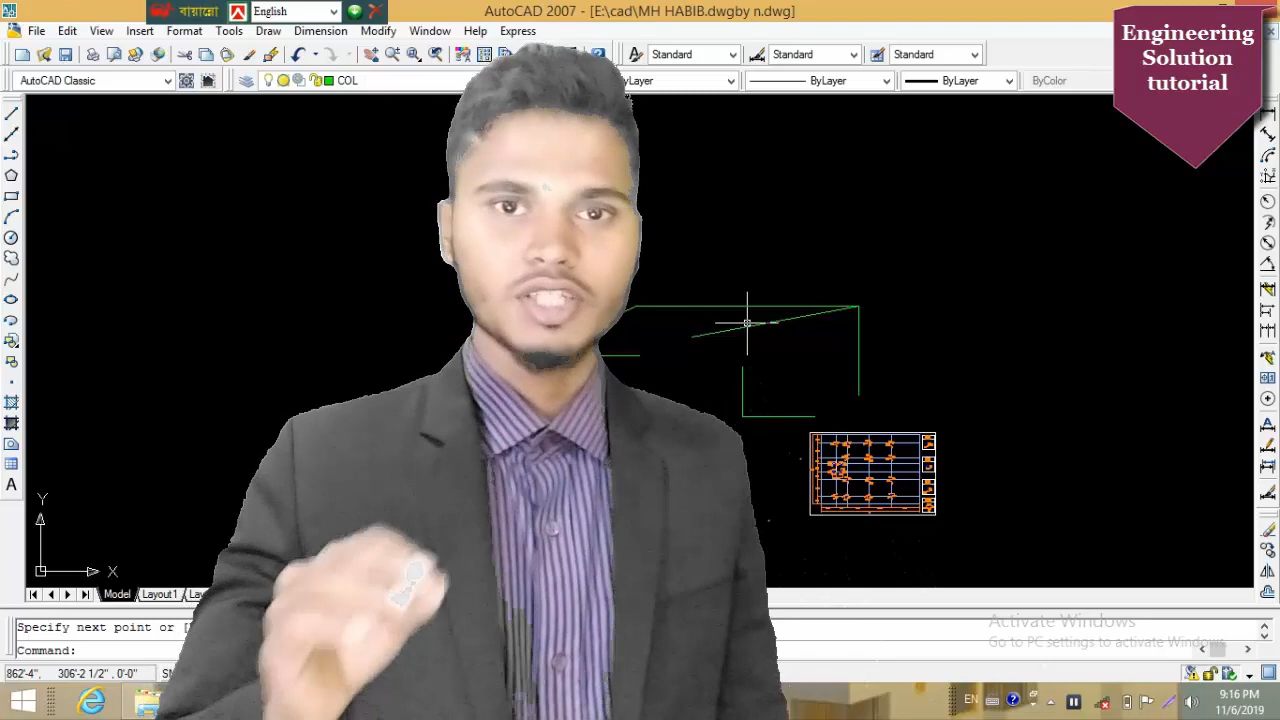 বায়ান্নো English
AutoCAD 2007 - [E:\cad\MH HABIB.dwgby n.dwg]
File Edit View Insert Format Tools Draw Dimension Modify Window Help Express
Standard Standard Standard
AutoCAD Classic COL ByLayer ByLayer ByColor
Engineering
Solution
tutorial
A
A
Y
X
Model Layout1
Specify next point or [
Command:
Activate Windows
Go to PC settings to activate Windows.
862'-4", 306'-2 1/2", 0'-0"
EN
9:16 PM
11/6/2019